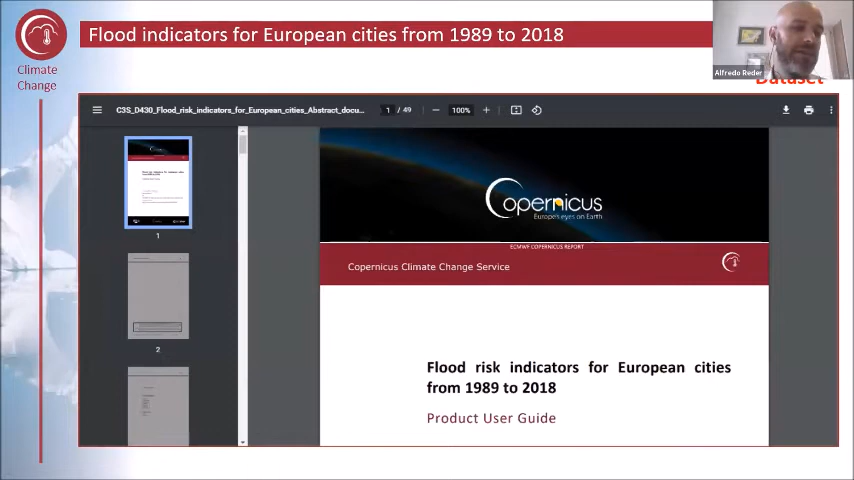 Flood indicators for European cities from 1989 to 2018
Climate
Change
Alfredo Reder
Dataset
C3S_D430_Flood_risk_indicators_for_European_cities_Abstract_docu...
1 / 49
100%
Copernicus
Europe's eyes on Earth
ECMWF COPERNICUS REPORT
Copernicus Climate Change Service
Flood risk indicators for European cities
from 1989 to 2018
Product User Guide
1
2